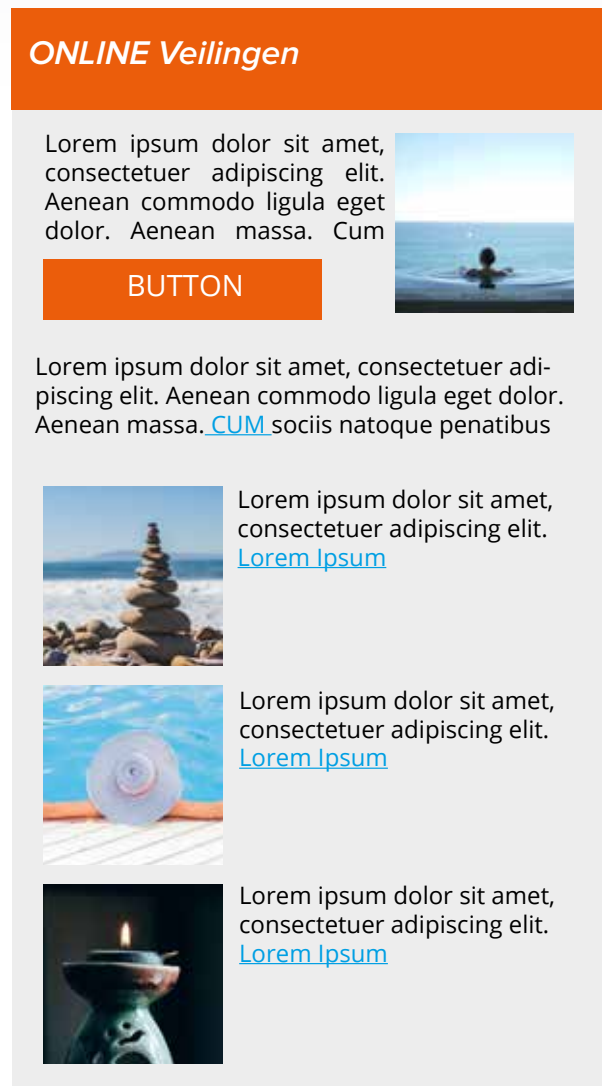 ONLINE Veilingen
Lorem ipsum dolor sit amet,
consectetuer adipiscing elit.
Aenean commodo ligula eget
dolor. Aenean massa. Cum
BUTTON
Lorem ipsum dolor sit amet, consectetuer adi-
piscing elit. Aenean commodo ligula eget dolor.
Aenean massa. CUM sociis natoque penatibus
Lorem ipsum dolor sit amet,
consectetuer adipiscing elit.
Lorem Ipsum
Lorem ipsum dolor sit amet,
consectetuer adipiscing elit.
Lorem Ipsum
Lorem ipsum dolor sit amet,
consectetuer adipiscing elit.
Lorem Ipsum